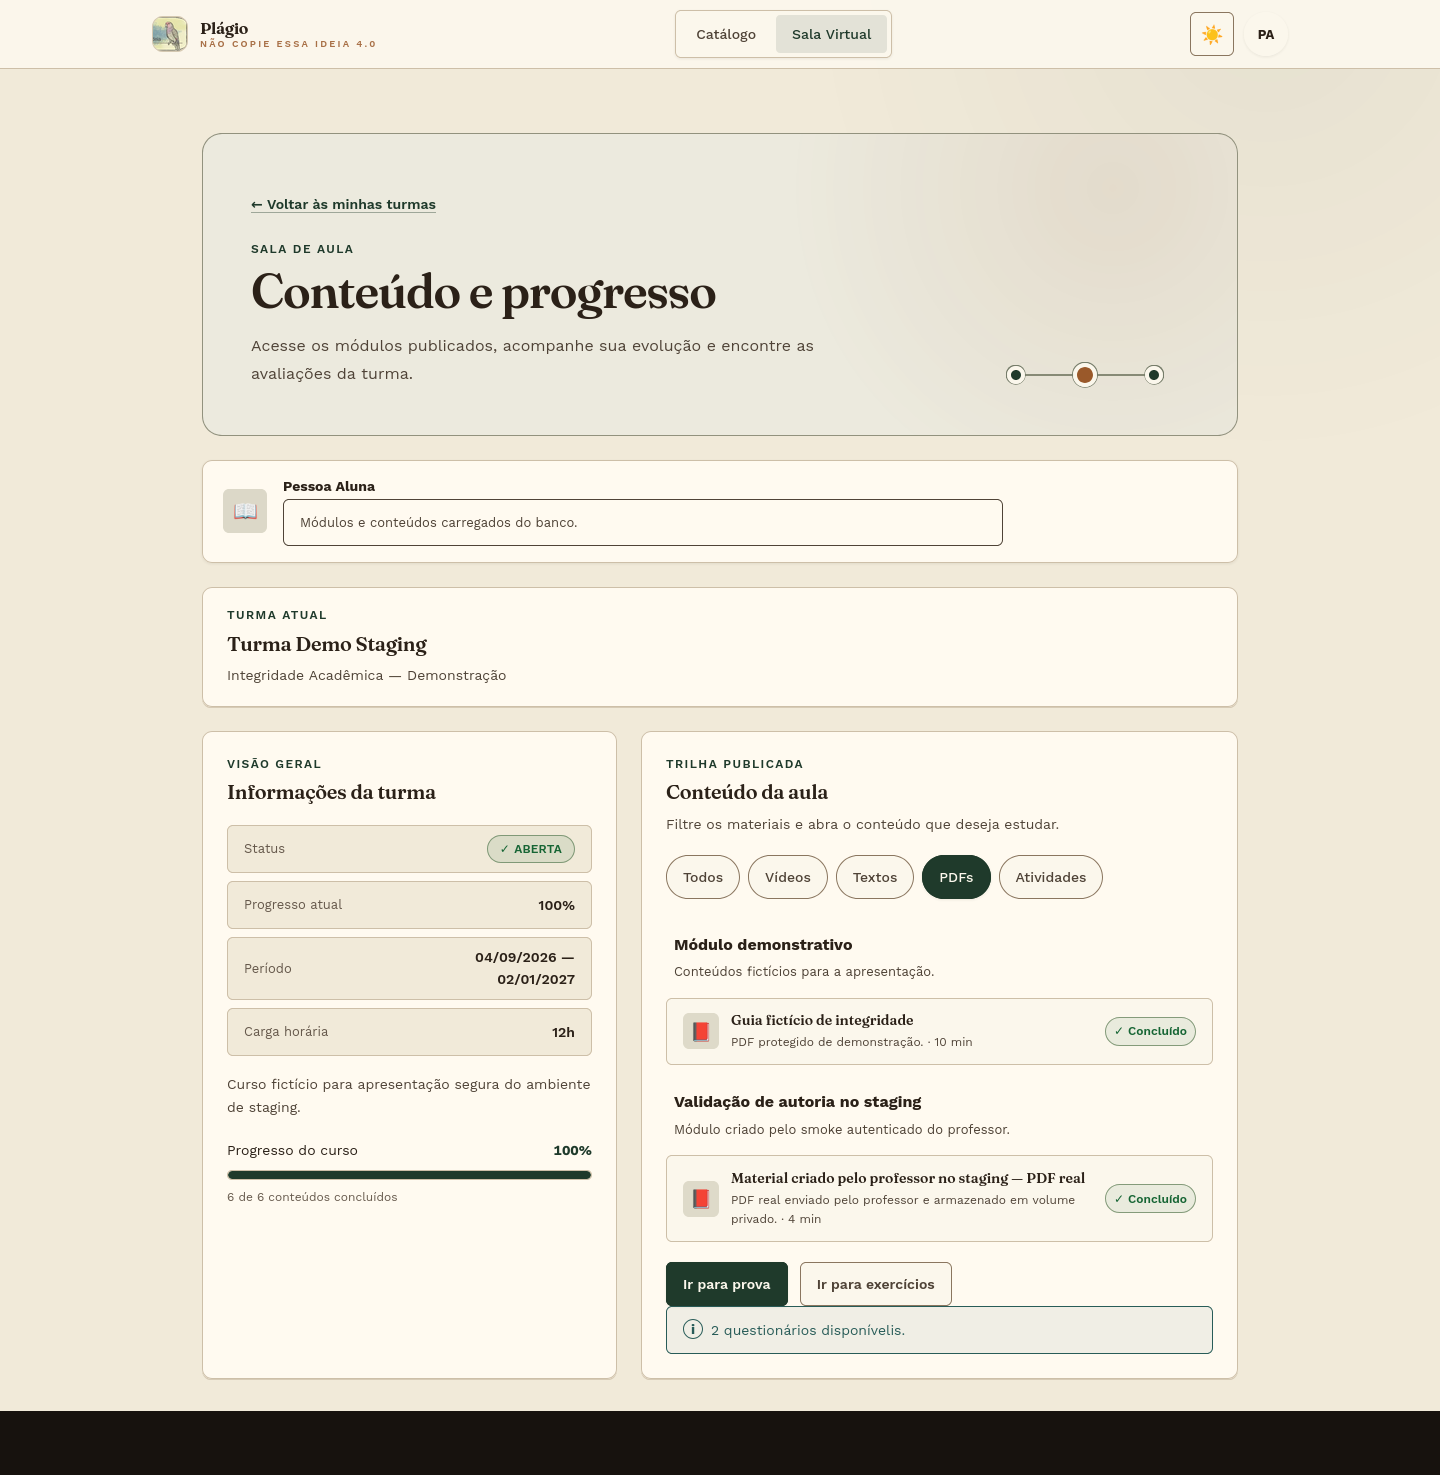 Plágio
NÃO COPIE ESSA IDEIA 4.0
Catálogo
Sala Virtual
PA
← Voltar às minhas turmas
SALA DE AULA
Conteúdo e progresso
Acesse os módulos publicados, acompanhe sua evolução e encontre as
avaliações da turma.
Pessoa Aluna
Módulos e conteúdos carregados do banco.
TURMA ATUAL
Turma Demo Staging
Integridade Acadêmica — Demonstração
VISÃO GERAL
Informações da turma
Status
✓ ABERTA
Progresso atual
100%
Período
04/09/2026 —
02/01/2027
Carga horária
12h
Curso fictício para apresentação segura do ambiente
de staging.
Progresso do curso
100%
6 de 6 conteúdos concluídos
TRILHA PUBLICADA
Conteúdo da aula
Filtre os materiais e abra o conteúdo que deseja estudar.
Todos
Vídeos
Textos
PDFs
Atividades
Módulo demonstrativo
Conteúdos fictícios para a apresentação.
Guia fictício de integridade
PDF protegido de demonstração. · 10 min
✓ Concluído
Validação de autoria no staging
Módulo criado pelo smoke autenticado do professor.
Material criado pelo professor no staging — PDF real
PDF real enviado pelo professor e armazenado em volume
privado. · 4 min
✓ Concluído
Ir para prova
Ir para exercícios
i 2 questionários disponívelis.